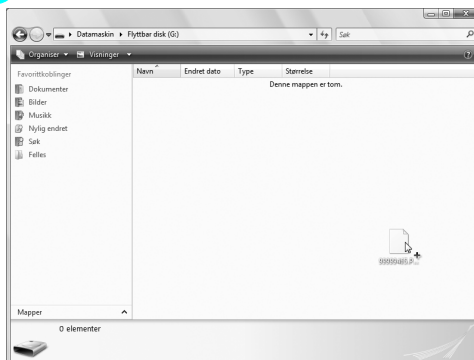 Datamaskin Flyttbar disk (G:) Søk
Organiser Visninger
Favorittkoblinger
Navn Endret dato Type Størrelse
Denne mappen er tom.
Dokumenter
Bilder
Musikk
Nylig endret
Søk
Felles
Mapper
0 elementer